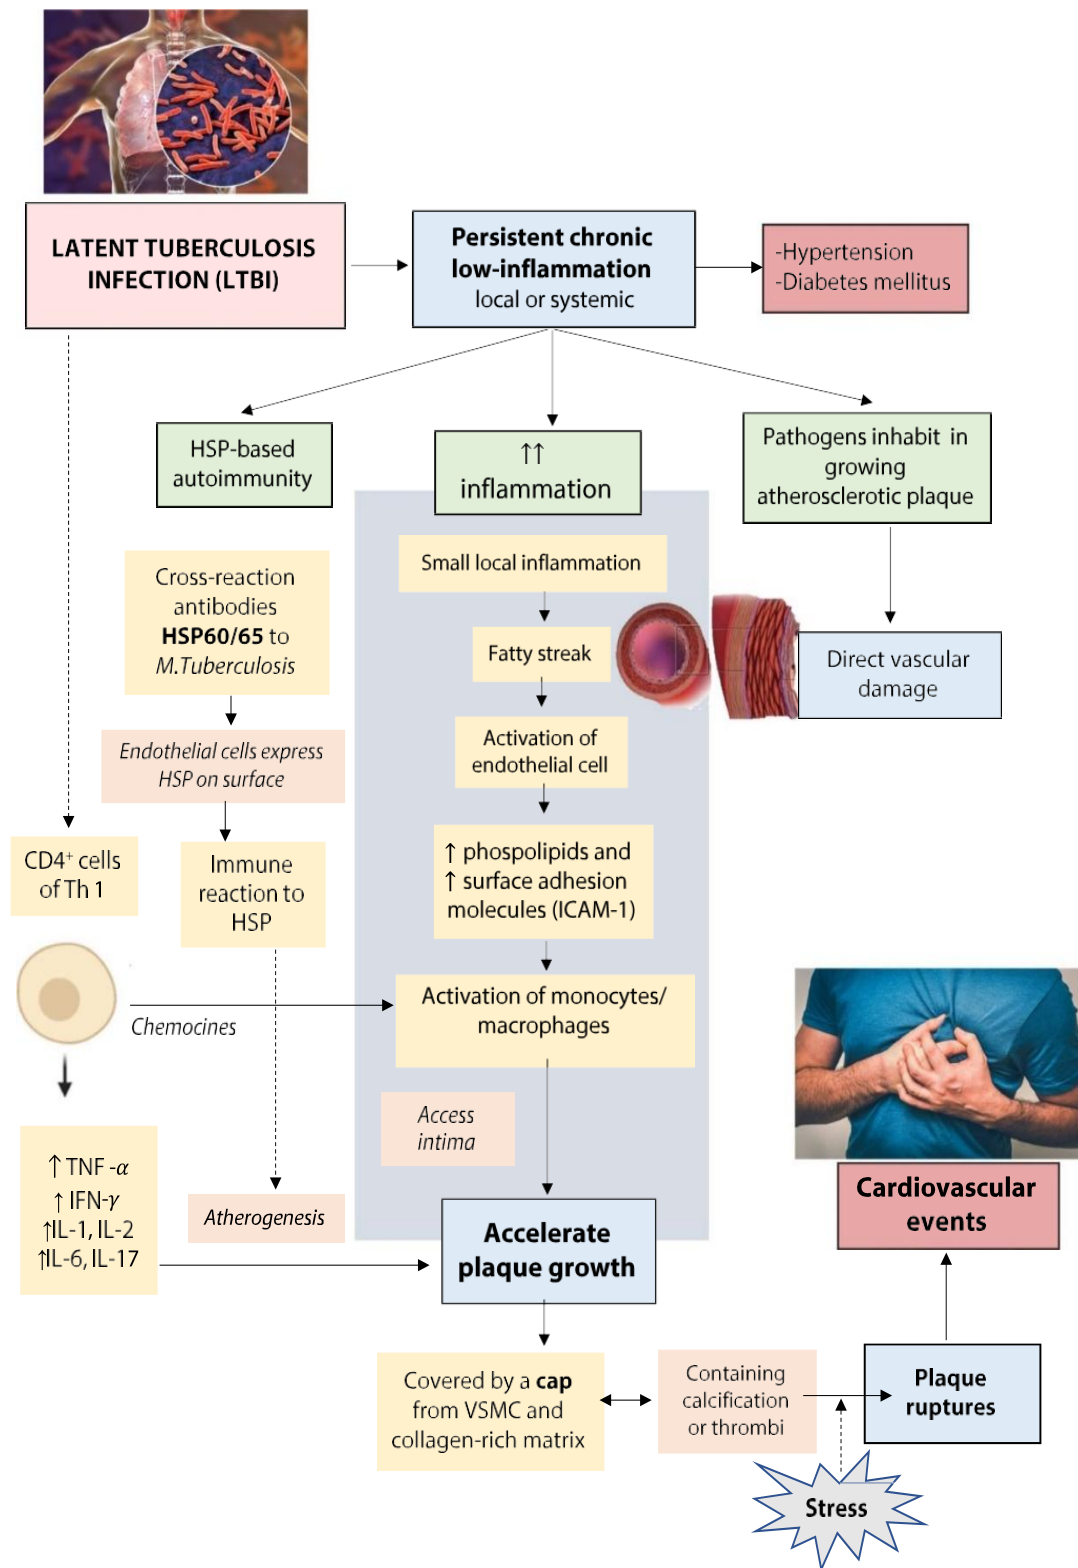 LATENT TUBERCULOSIS
INFECTION (LTBI)
Persistent chronic
low-inflammation
local or systemic
-Hypertension
-Diabetes mellitus
HSP-based
autoimmunity
↑↑
inflammation
Pathogens inhabit in
growing
atherosclerotic plaque
Cross-reaction
antibodies
HSP60/65 to
M.Tuberculosis
Small local inflammation
Fatty streak
Direct vascular
damage
Endothelial cells express
HSP on surface
Activation of
endothelial cell
CD4⁺ cells
of Th 1
Immune
reaction to
HSP
↑ phospolipids and
↑ surface adhesion
molecules (ICAM-1)
Chemocines
Activation of monocytes/
macrophages
Access
intima
↑ TNF -α
↑ IFN-γ
↑IL-1, IL-2
↑IL-6, IL-17
Atherogenesis
Accelerate
plaque growth
Cardiovascular
events
Covered by a cap
from VSMC and
collagen-rich matrix
Containing
calcification
or thrombi
Plaque
ruptures
Stress